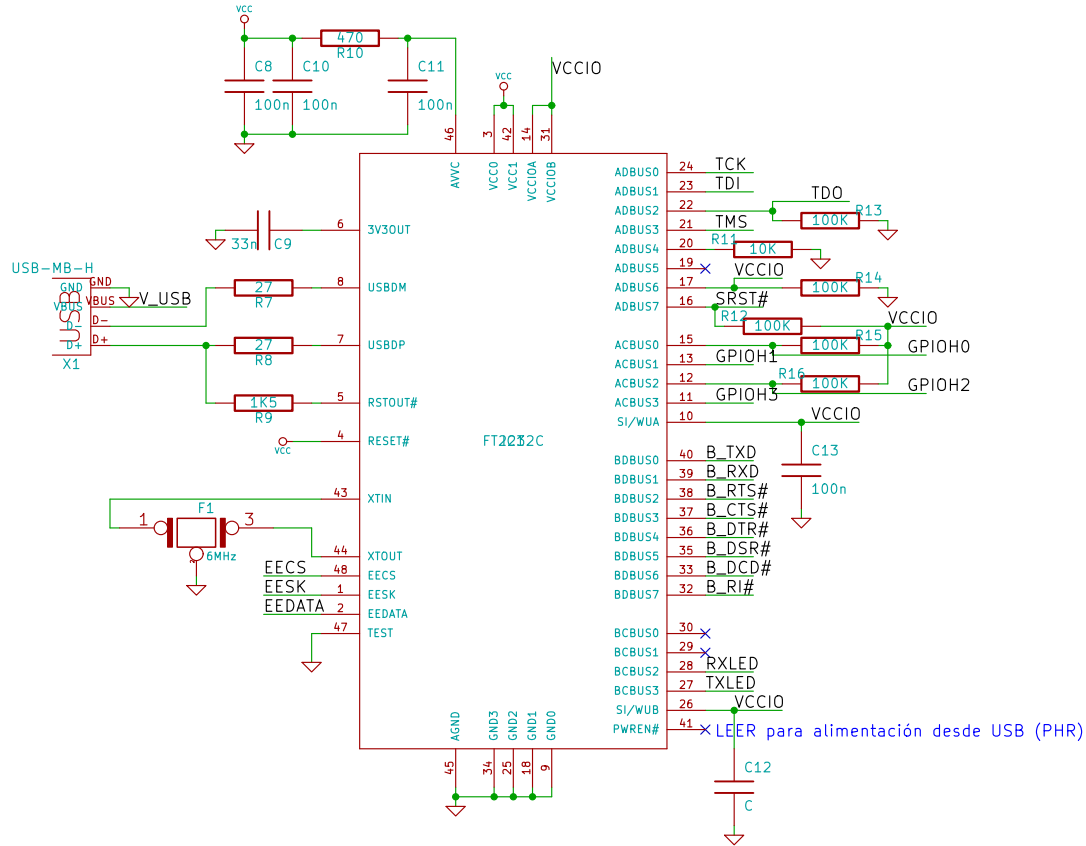 VCC
470
R10
C8
C10
C11
100n
100n
100n
VCC
VCCIO
46
3
42
14
31
AVVC
VCC0
VCC1
VCCIOA
VCCIOB
ADBUS0 24 TCK
ADBUS1 23 TDI
ADBUS2 22 TDO
100K R13
ADBUS3 21 TMS
ADBUS4 20 R11
10K
ADBUS5 19
ADBUS6 17 VCCIO
100K R14
ADBUS7 16 SRST#
R12
100K
VCCIO
ACBUS0 15
100K R15
GPIOH0
ACBUS1 13 GPIOH1
ACBUS2 12 R16
100K
GPIOH2
ACBUS3 11 GPIOH3
SI/WUA 10 VCCIO
C13
100n
33n C9
6 3V3OUT
USB-MB-H
GND GND
VBUS VBUS V_USB
D- D-
D+ D+
USB
X1
27
R7
8 USBDM
27
R8
7 USBDP
1K5
R9
5 RSTOUT#
VCC
4 RESET#
FT2232C
43 XTIN
F1
1
3
2
6MHz
44 XTOUT
EECS 48 EECS
EESK 1 EESK
EEDATA 2 EEDATA
47 TEST
BDBUS0 40 B_TXD
BDBUS1 39 B_RXD
BDBUS2 38 B_RTS#
BDBUS3 37 B_CTS#
BDBUS4 36 B_DTR#
BDBUS5 35 B_DSR#
BDBUS6 33 B_DCD#
BDBUS7 32 B_RI#
BCBUS0 30
BCBUS1 29
BCBUS2 28 RXLED
BCBUS3 27 TXLED
SI/WUB 26 VCCIO
PWREN# 41 LEER para alimentación desde USB (PHR)
C12
C
AGND
GND3
GND2
GND1
GND0
45
34
25
18
9